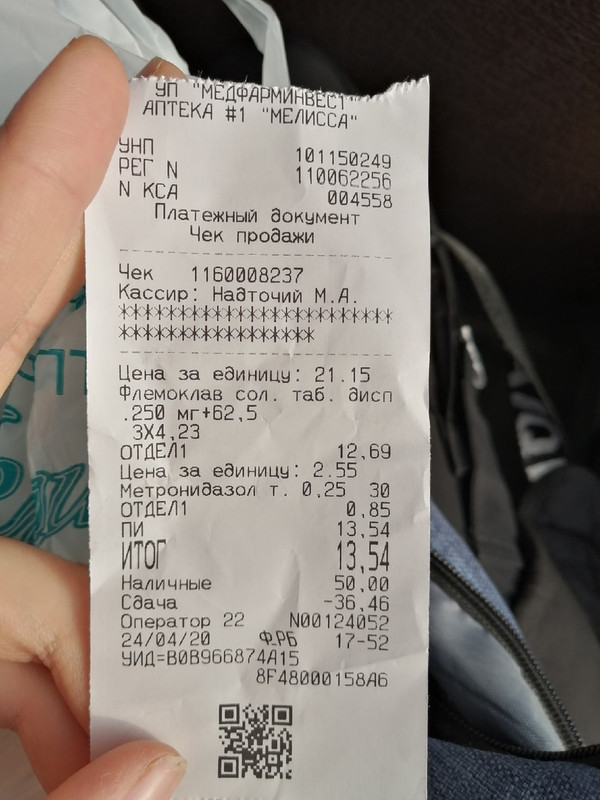 УП "МЕДФАРМИНВЕСТ"
АПТЕКА #1 "МЕЛИССА"
УНП 101150249
РЕГ N 110062256
N КСА 004558
Платежный документ
Чек продажи
Чек 1160008237
Кассир: Надточий М.А.
**********************
****************
Цена за единицу: 21.15
Флемоклав сол. таб. дисп
.250 мг+62,5
3X4,23
ОТДЕЛ1 12,69
Цена за единицу: 2.55
Метронидазол т. 0,25 30
ОТДЕЛ1 0,85
ПИ 13,54
ИТОГ 13,54
Наличные 50,00
Сдача -36,46
Оператор 22 N00124052
24/04/20 Ф.РБ 17-52
УИД=B0B966874A15
8F48000158A6